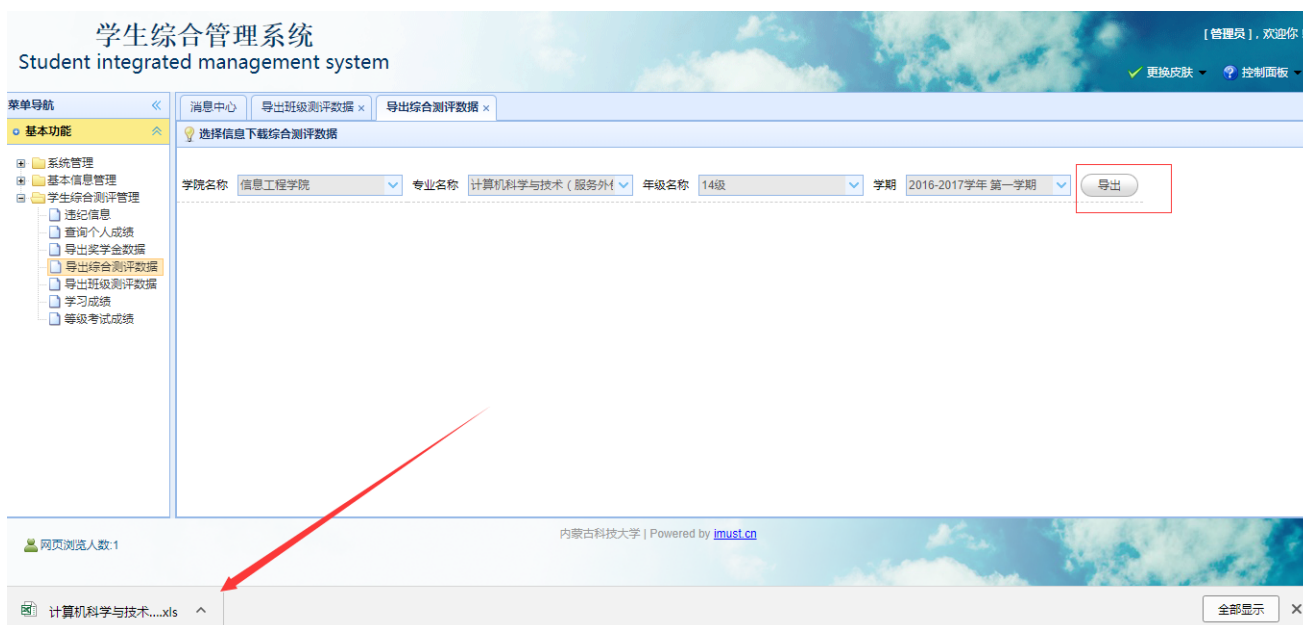 学生综合管理系统
Student integrated management system
[ 管理员 ] , 欢迎你 !
更换皮肤 控制面板
菜单导航
基本功能
系统管理
基本信息管理
学生综合测评管理
违纪信息
查询个人成绩
导出奖学金数据
导出综合测评数据
导出班级测评数据
学习成绩
等级考试成绩
消息中心 导出班级测评数据 × 导出综合测评数据 ×
选择信息下载综合测评数据
学院名称 信息工程学院 专业名称 计算机科学与技术 ( 服务外 年级名称 14级 学期 2016-2017学年 第一学期 导出
网页浏览人数:1
内蒙古科技大学 | Powered by imust.cn
计算机科学与技术....xls
全部显示